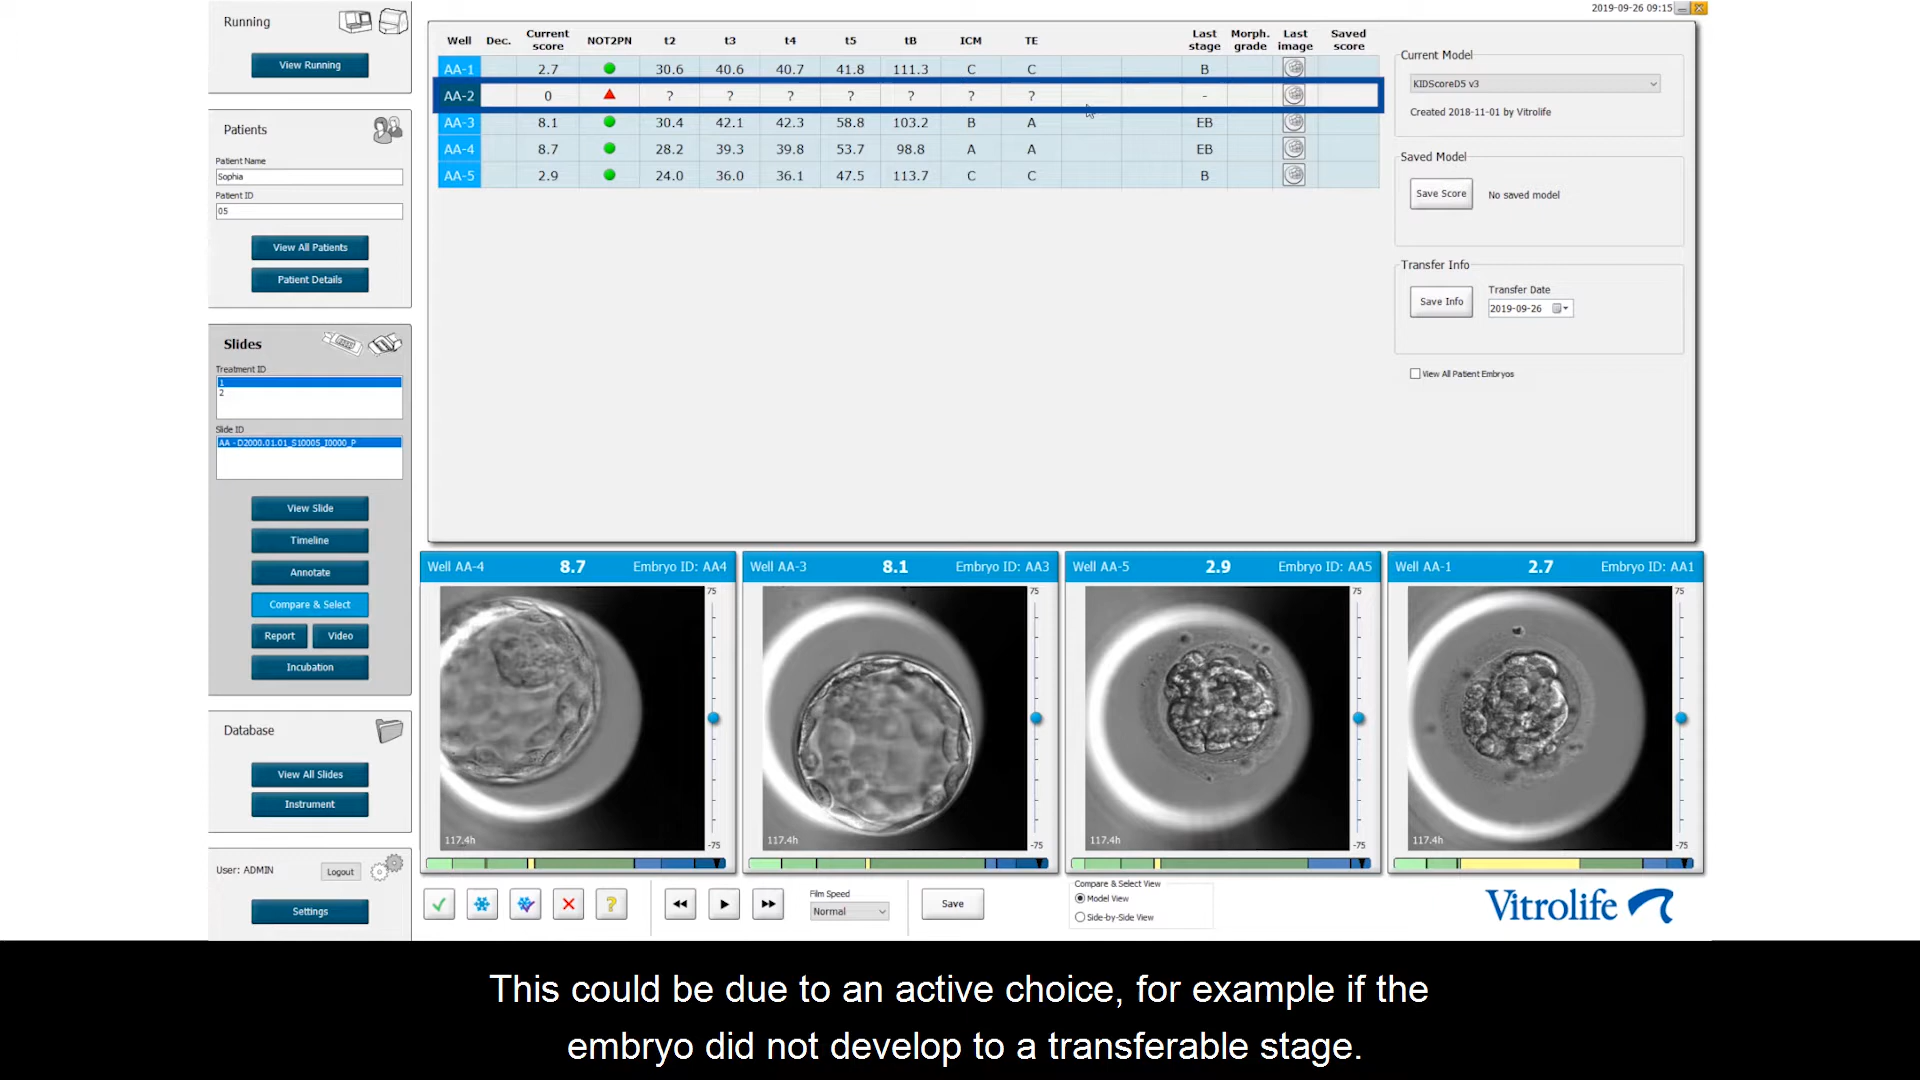 2019-09-26 09:15
Running
View Running
Patients
Patient Name
Sophia
Patient ID
05
View All Patients
Patient Details
Slides
Treatment ID
1
2
Slide ID
AA - D2000.01.01_S10005_I0000_P
View Slide
Timeline
Annotate
Compare & Select
Report Video
Incubation
Database
View All Slides
Instrument
User: ADMIN Logout
Settings
Well Dec. Current score NOT2PN t2 t3 t4 t5 tB ICM TE Last stage Morph. grade Last image Saved score
AA-1 2.7 30.6 40.6 40.7 41.8 111.3 C C B
AA-2 0 ? ? ? ? ? ? ? -
AA-3 8.1 30.4 42.1 42.3 58.8 103.2 B A EB
AA-4 8.7 28.2 39.3 39.8 53.7 98.8 A A EB
AA-5 2.9 24.0 36.0 36.1 47.5 113.7 C C B
Current Model
KIDScoreD5 v3
Created 2018-11-01 by Vitrolife
Saved Model
Save Score No saved model
Transfer Info
Save Info
Transfer Date
2019-09-26
View All Patient Embryos
Well AA-4 8.7 Embryo ID: AA4
75
117.4h
-75
Well AA-3 8.1 Embryo ID: AA3
75
117.4h
-75
Well AA-5 2.9 Embryo ID: AA5
75
117.4h
-75
Well AA-1 2.7 Embryo ID: AA1
75
117.4h
-75
?
Film Speed
Normal
Save
Compare & Select View
Model View
Side-by-Side View
Vitrolife
This could be due to an active choice, for example if the
embryo did not develop to a transferable stage.